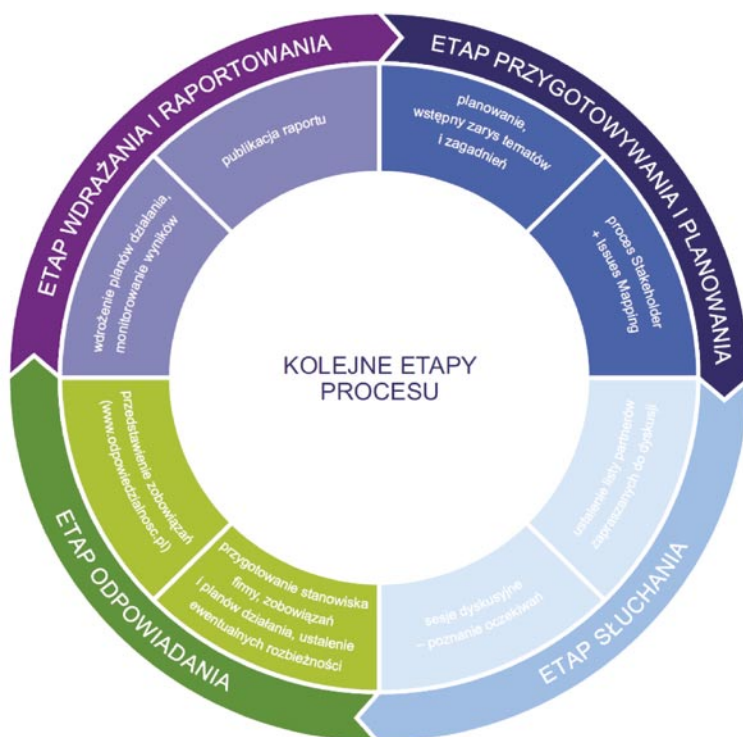 KOLEJNE ETAPY
PROCESU
ETAP PRZYGOTOWYWANIA I PLANOWANIA
planowanie,
wstępny zarys tematów
i zagadnień
proces Stakeholder
+ Issues Mapping
ETAP SŁUCHANIA
ustalenie listy partnerów
zapraszanych do dyskusji
sesje dyskusyjne
– poznanie oczekiwań
ETAP ODPOWIADANIA
przygotowanie stanowiska
firmy, zobowiązań
i planów działania, ustalenie
ewentualnych rozbieżności
przedstawienie zobowiązań
(www.odpowiedzialnosc.pl)
ETAP WDRAŻANIA I RAPORTOWANIA
wdrożenie planów działania,
monitorowanie wyników
publikacja raportu